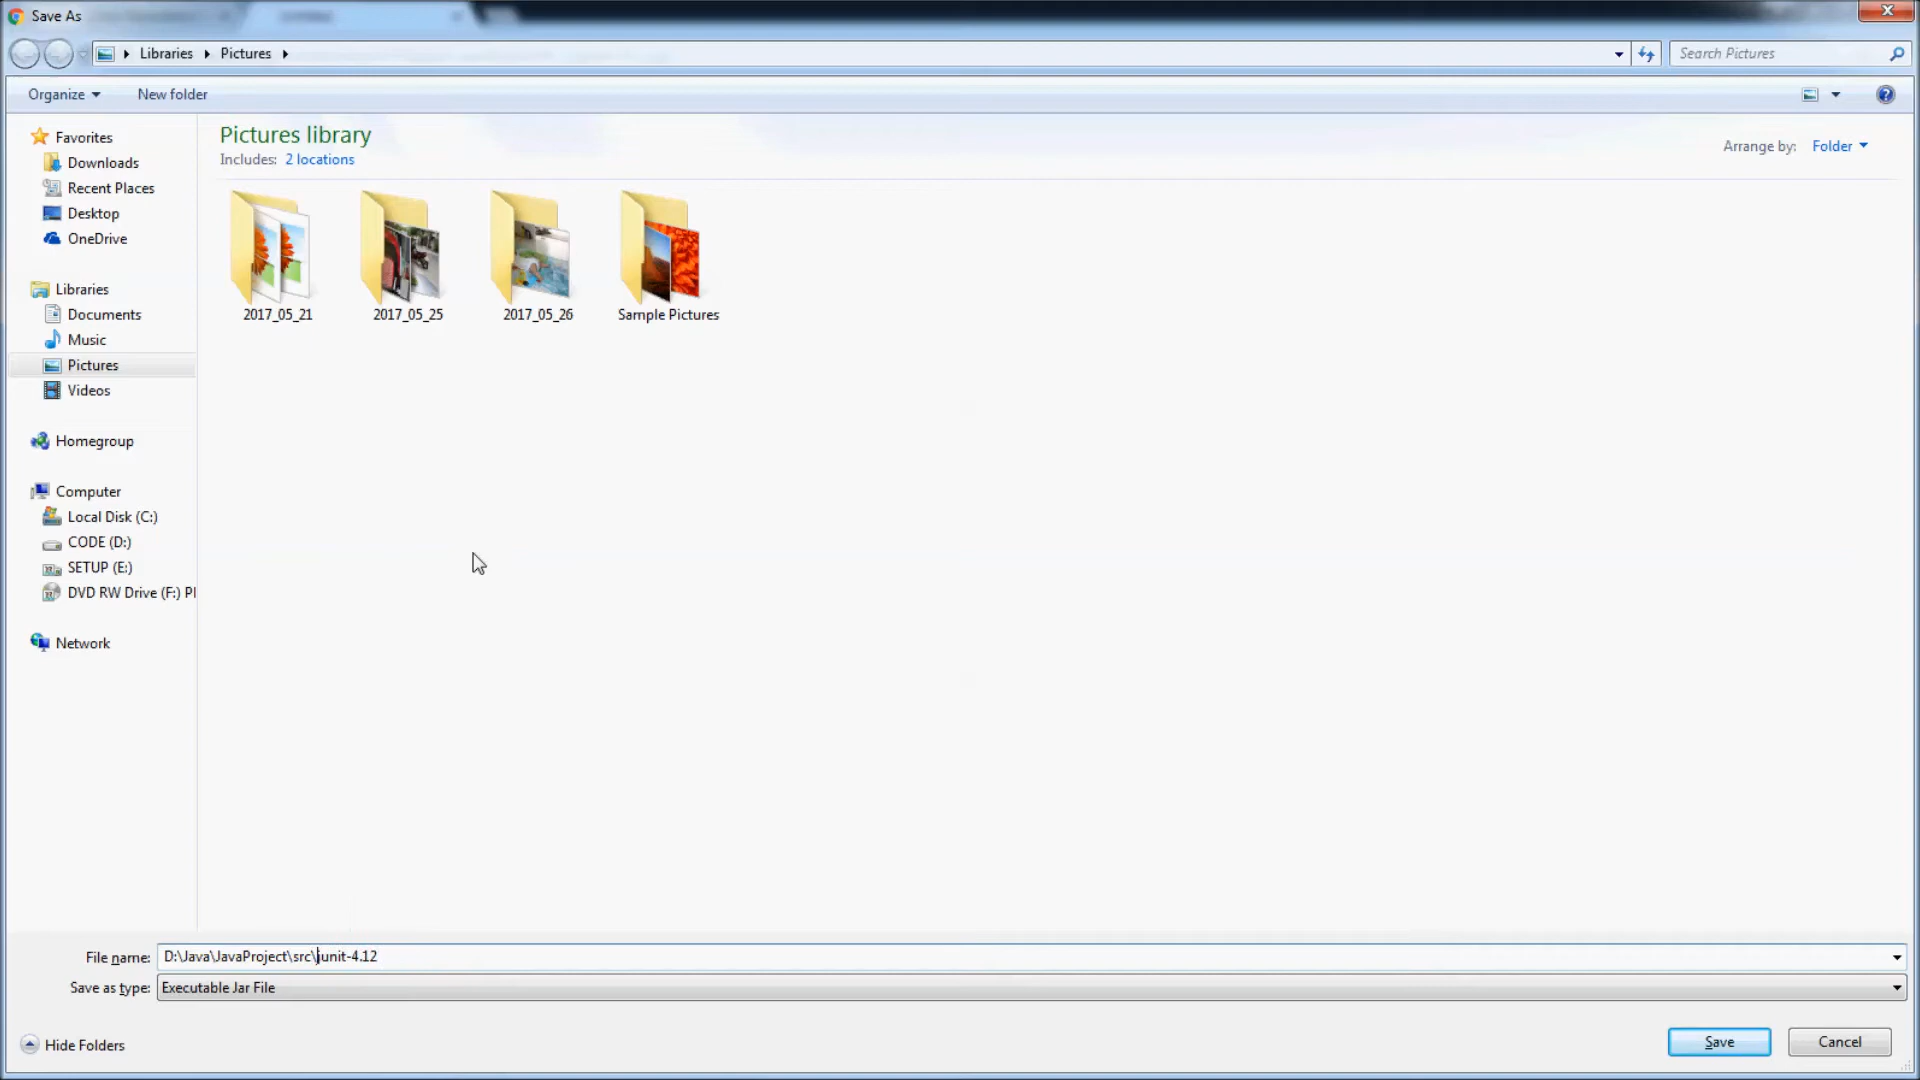 Save As
Libraries Pictures
Search Pictures
Organize New folder
Pictures library
Includes: 2 locations
Arrange by: Folder
Favorites
Downloads
Recent Places
Desktop
OneDrive
Libraries
Documents
Music
Pictures
Videos
Homegroup
Computer
Local Disk (C:)
CODE (D:)
SETUP (E:)
DVD RW Drive (F:) Pl
Network
2017_05_21
2017_05_25
2017_05_26
Sample Pictures
File name: D:\Java\JavaProject\src\junit-4.12
Save as type: Executable Jar File
Hide Folders
Save Cancel